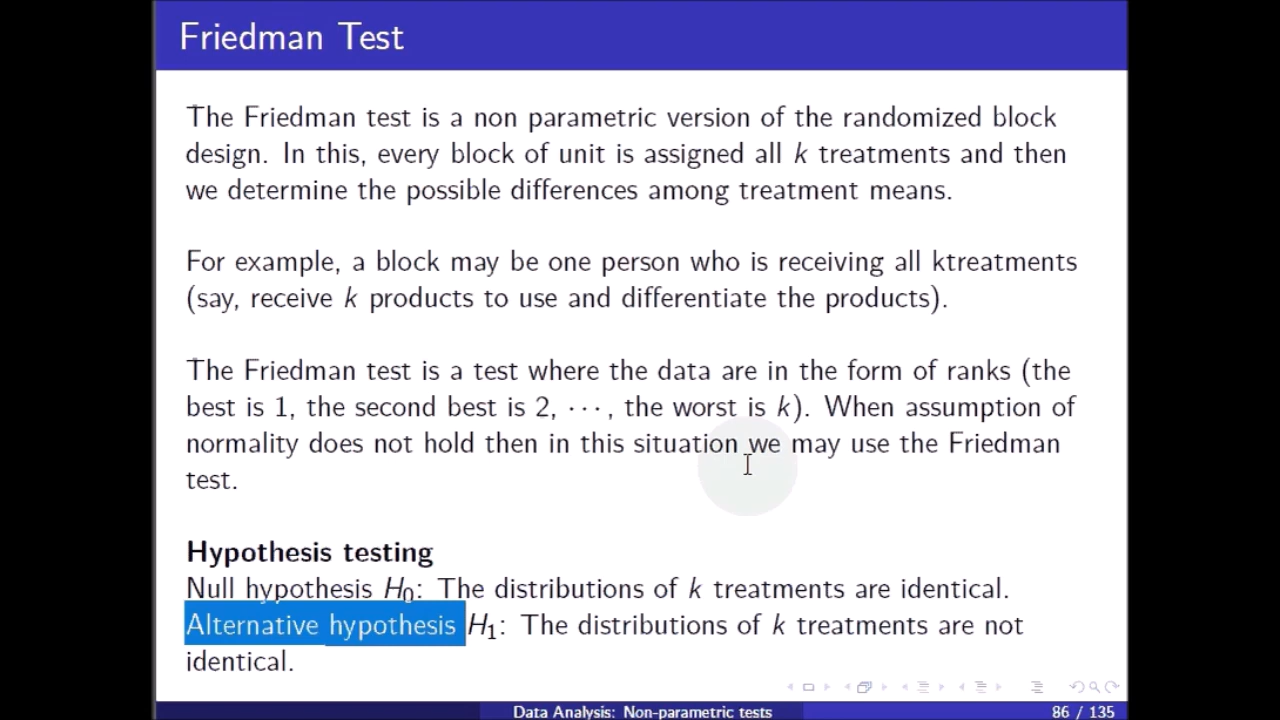 Friedman Test
The Friedman test is a non parametric version of the randomized block
design. In this, every block of unit is assigned all k treatments and then
we determine the possible differences among treatment means.
For example, a block may be one person who is receiving all ktreatments
(say, receive k products to use and differentiate the products).
The Friedman test is a test where the data are in the form of ranks (the
best is 1, the second best is 2, ⋯, the worst is k). When assumption of
normality does not hold then in this situation we may use the Friedman
test.
Hypothesis testing
Null hypothesis H₀: The distributions of k treatments are identical.
Alternative hypothesis H₁: The distributions of k treatments are not
identical.
Data Analysis: Non-parametric tests
86 / 135